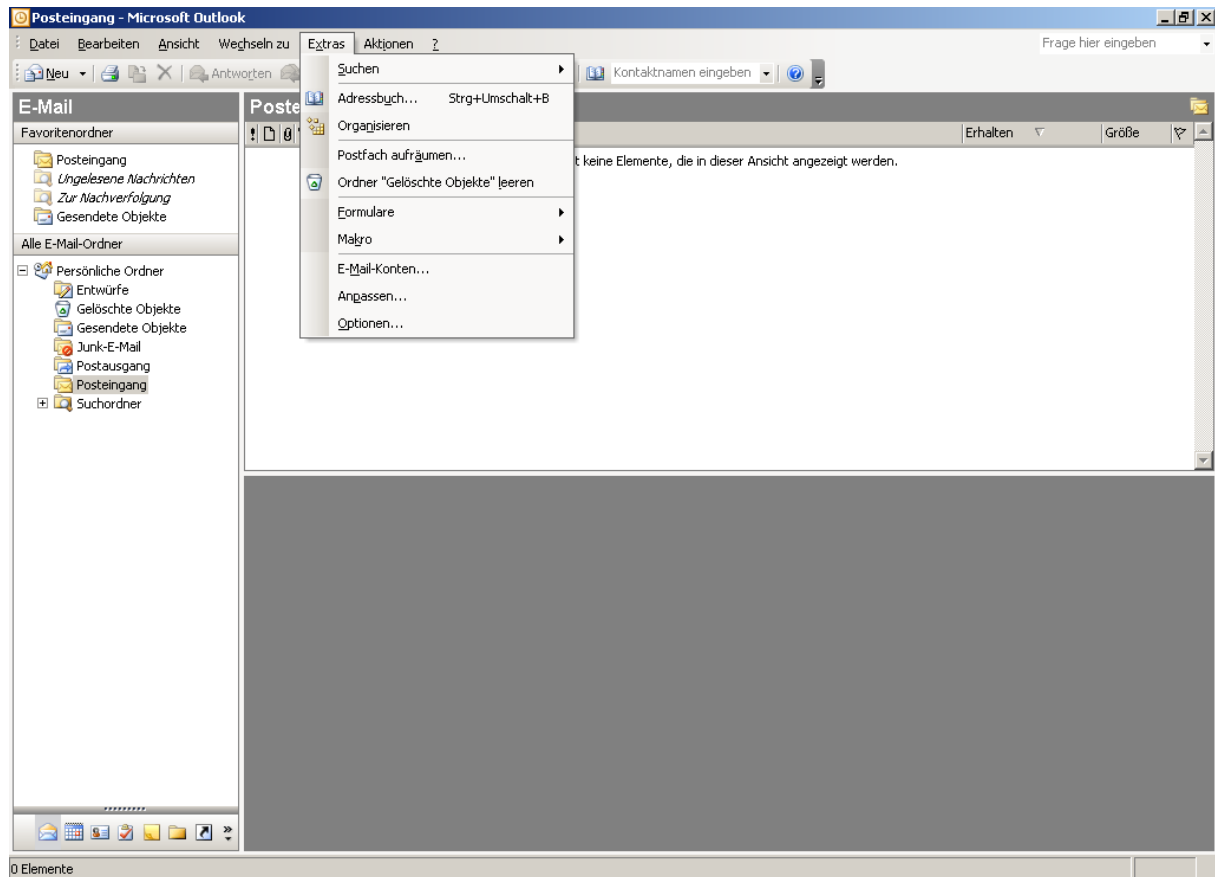 Posteingang - Microsoft Outlook
Datei Bearbeiten Ansicht Wechseln zu Extras Aktionen ? Frage hier eingeben
Neu Antworten Kontaktnamen eingeben
E-Mail
Favoritenordner
Posteingang
Ungelesene Nachrichten
Zur Nachverfolgung
Gesendete Objekte
Alle E-Mail-Ordner
Persönliche Ordner
Entwürfe
Gelöschte Objekte
Gesendete Objekte
Junk-E-Mail
Postausgang
Posteingang
Suchordner
Suchen
Adressbuch... Strg+Umschalt+B
Organisieren
Postfach aufräumen...
Ordner "Gelöschte Objekte" leeren
Formulare
Makro
E-Mail-Konten...
Anpassen...
Optionen...
Poste
Erhalten Größe
t keine Elemente, die in dieser Ansicht angezeigt werden.
0 Elemente